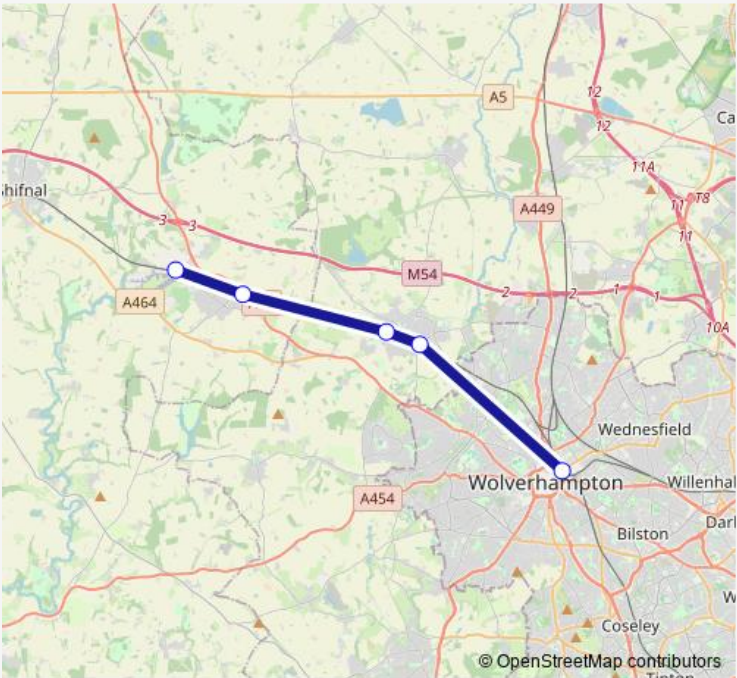 A5
Ca
12
12
11A
hifnal
T8
11
A449
3
3
11
M54
2
2
1
1
A464
10A
Wednesfield
Wolverhampton
Willenhal
A454
Darl
Bilston
W
Coseley
© OpenStreetMap contributors